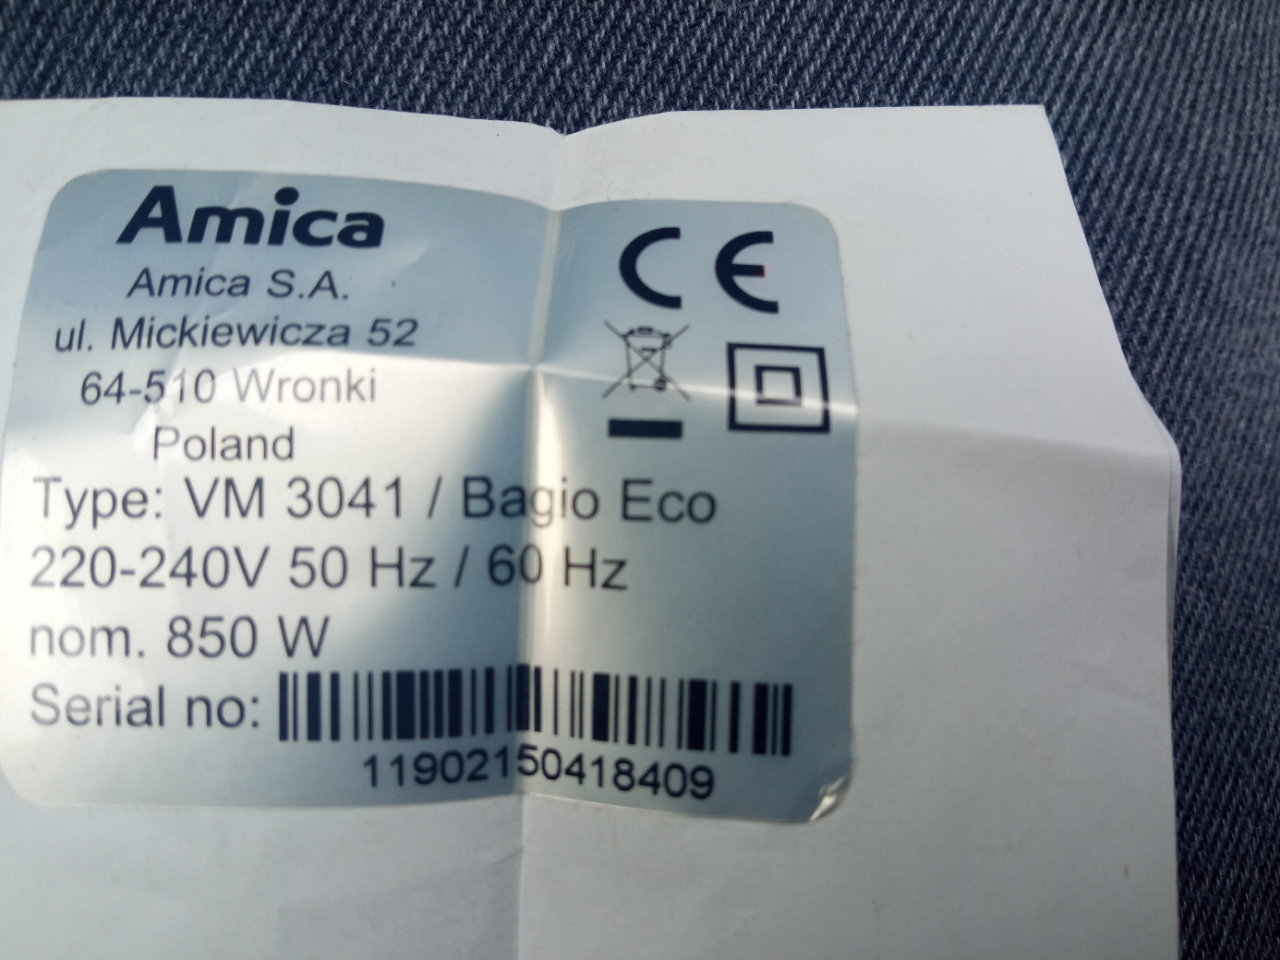 Amica
Amica S.A.
ul. Mickiewicza 52
64-510 Wronki
Poland
CE
Type: VM 3041 / Bagio Eco
220-240V 50 Hz / 60 Hz
nom. 850 W
Serial no:
11902150418409